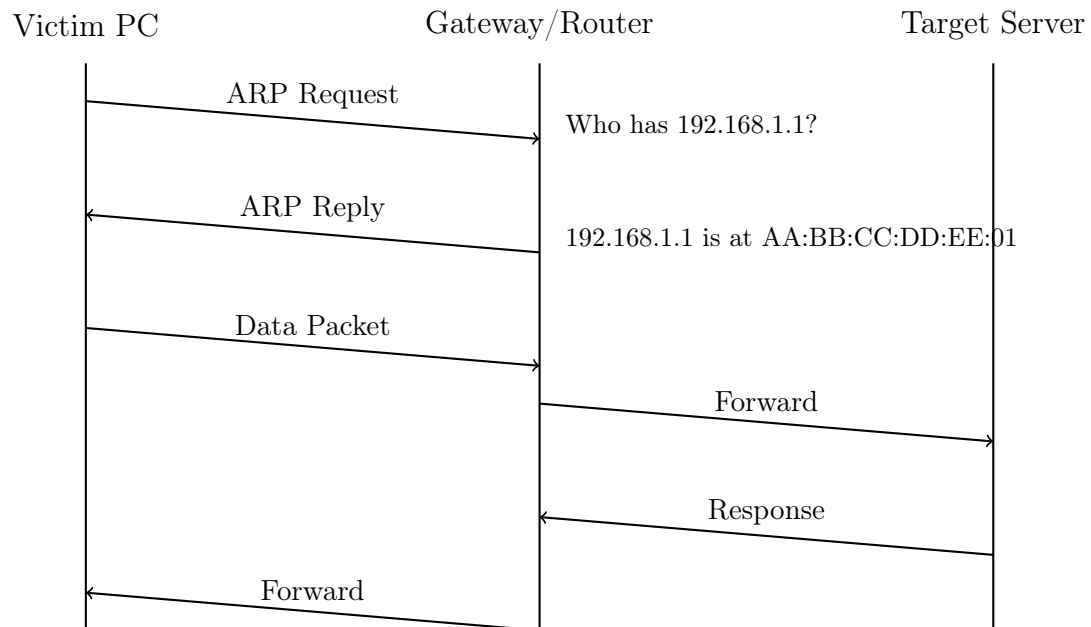 Victim PC
Gateway/Router
Target Server
ARP Request
Who has 192.168.1.1?
ARP Reply
192.168.1.1 is at AA:BB:CC:DD:EE:01
Data Packet
Forward
Response
Forward